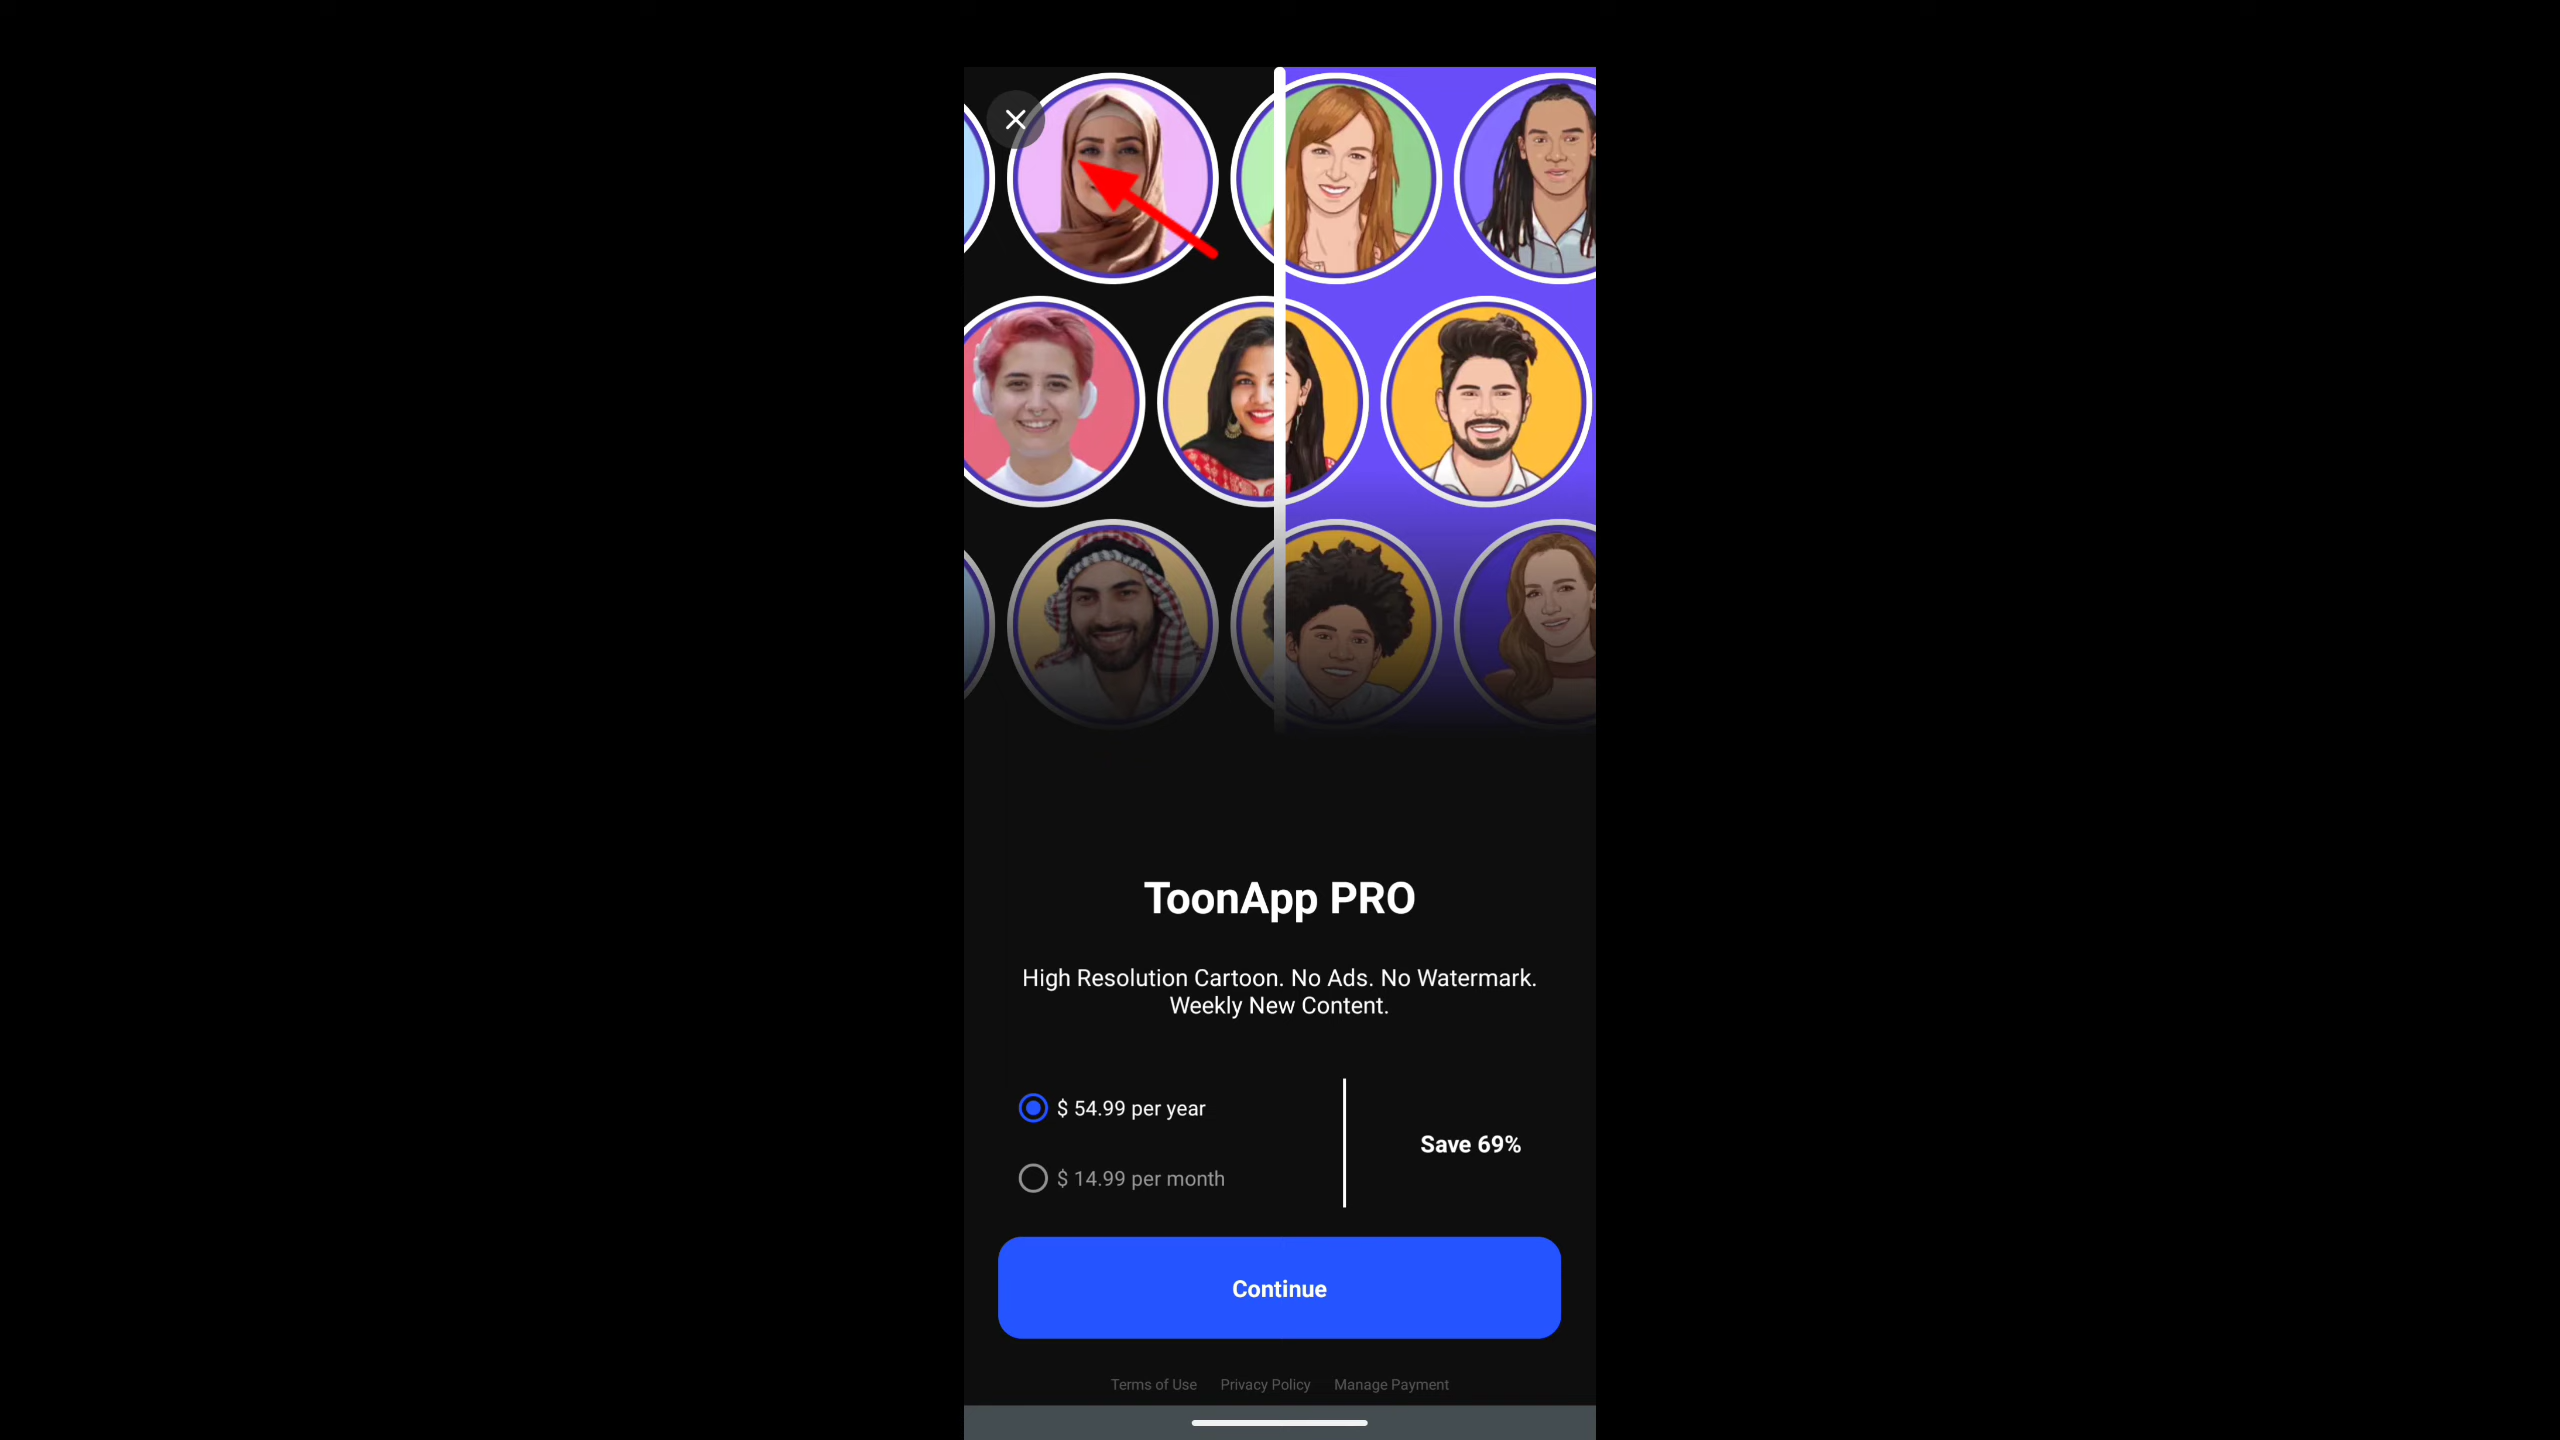 ToonApp PRO
High Resolution Cartoon. No Ads. No Watermark.
Weekly New Content.
$ 54.99 per year
$ 14.99 per month
Save 69%
Continue
Terms of Use Privacy Policy Manage Payment